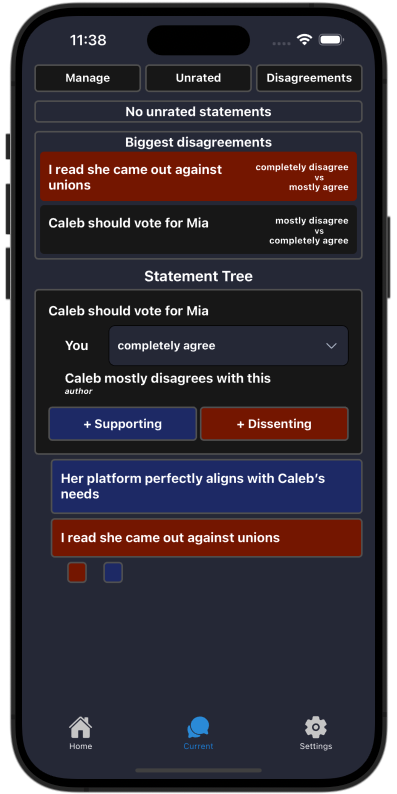 11:38
Manage
Unrated
Disagreements
No unrated statements
Biggest disagreements
I read she came out against
unions
completely disagree
vs
mostly agree
Caleb should vote for Mia
mostly disagree
vs
completely agree
Statement Tree
Caleb should vote for Mia
You
completely agree
Caleb mostly disagrees with this
author
+ Supporting
+ Dissenting
Her platform perfectly aligns with Caleb's
needs
I read she came out against unions
Home
Current
Settings